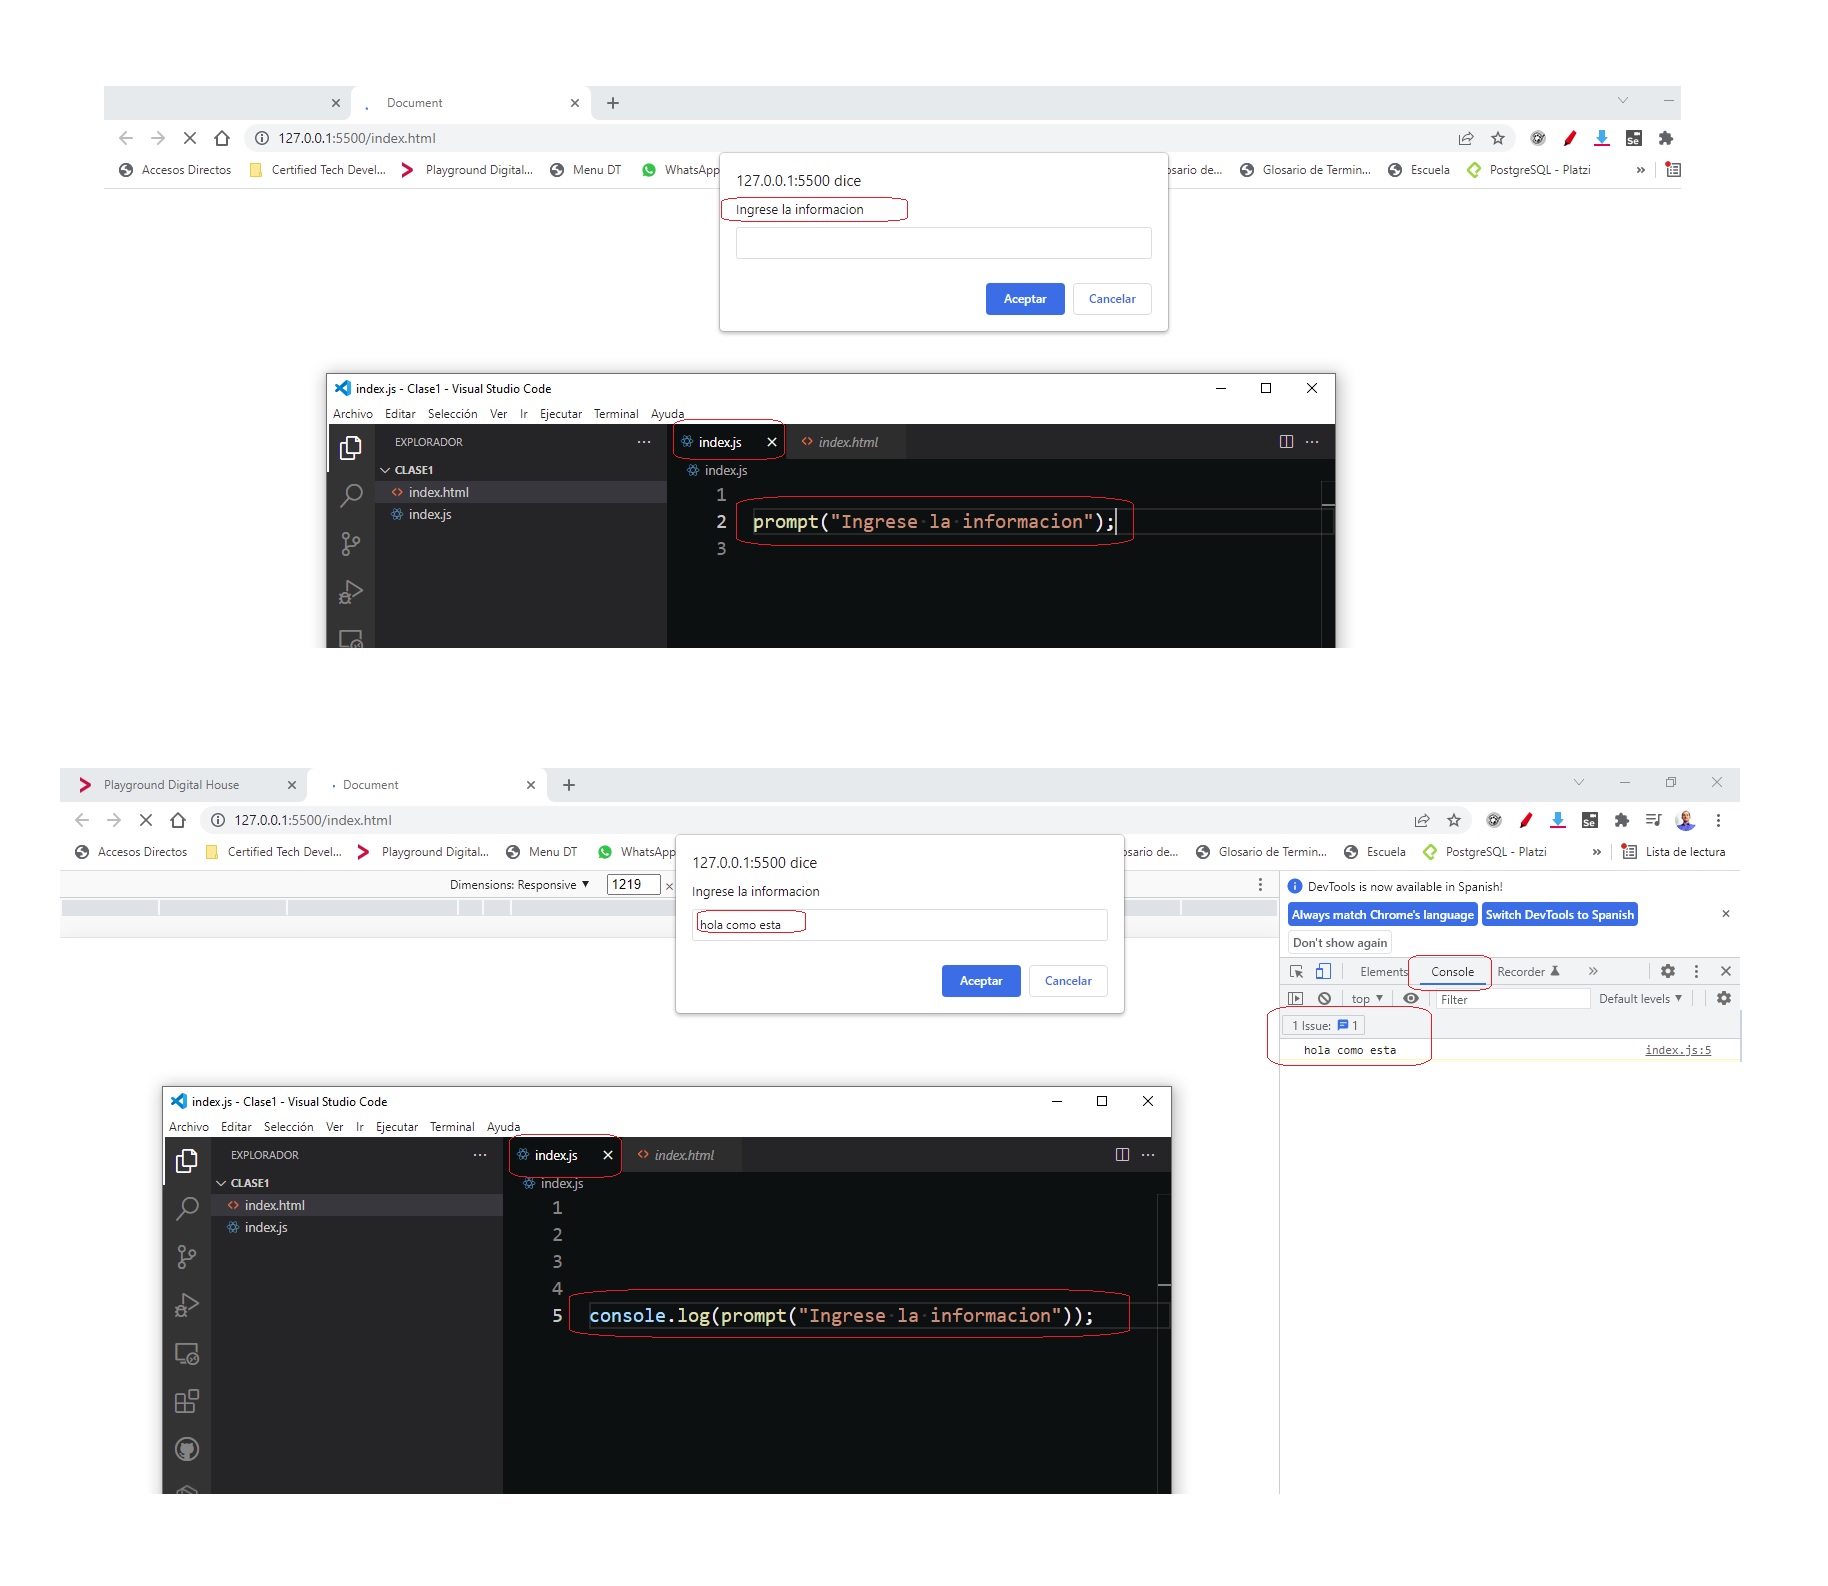 Document
127.0.0.1:5500/index.html
Accesos Directos Certified Tech Devel... Playground Digital... Menu DT WhatsApp osario de... Glosario de Termin... Escuela PostgreSQL - Platzi »
127.0.0.1:5500 dice
Ingrese la informacion
Aceptar Cancelar
index.js - Clase1 - Visual Studio Code
Archivo Editar Selección Ver Ir Ejecutar Terminal Ayuda
EXPLORADOR ··· index.js index.html ···
CLASE1 index.js
index.html
index.js
1
2 prompt("Ingrese la informacion");
3
Playground Digital House Document
127.0.0.1:5500/index.html
Accesos Directos Certified Tech Devel... Playground Digital... Menu DT WhatsApp osario de... Glosario de Termin... Escuela PostgreSQL - Platzi » Lista de lectura
127.0.0.1:5500 dice
Ingrese la informacion
hola como esta
Aceptar Cancelar
Dimensions: Responsive ▼ 1219 ×
DevTools is now available in Spanish!
Always match Chrome's language Switch DevTools to Spanish
Don't show again
Elements Console Recorder »
top ▼ Filter Default levels ▼
1 Issue: 1
hola como esta index.js:5
index.js - Clase1 - Visual Studio Code
Archivo Editar Selección Ver Ir Ejecutar Terminal Ayuda
EXPLORADOR ··· index.js index.html ···
CLASE1 index.js
index.html
index.js
1
2
3
4
5 console.log(prompt("Ingrese la informacion"));